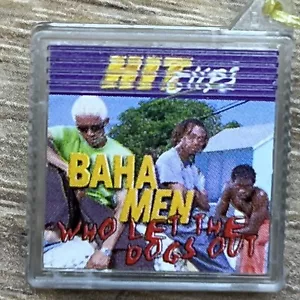 HIT
CLIPS
BAHA
MEN
WHO LET THE
DOGS OUT